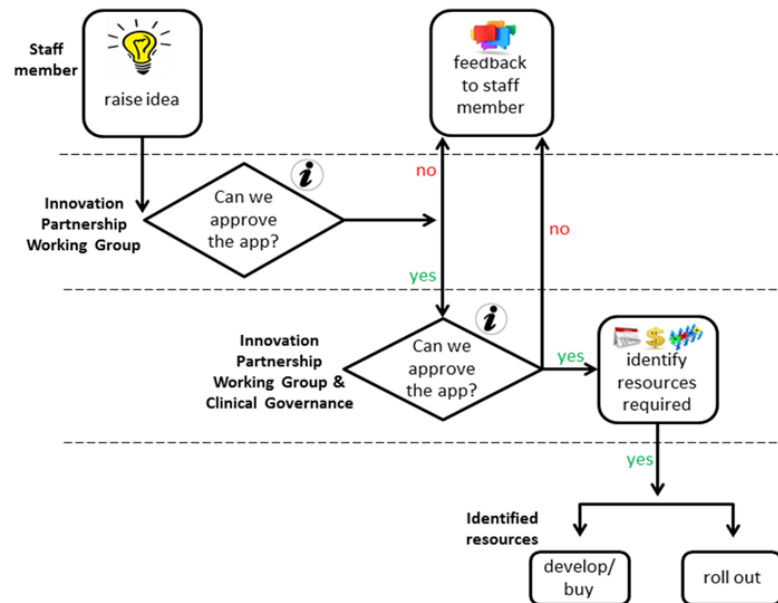 Staff
member
raise idea
feedback
to staff
member
Innovation
Partnership
Working Group
i
Can we
approve
the app?
no
no
yes
Innovation
Partnership
Working Group &
Clinical Governance
i
Can we
approve
the app?
yes
identify
resources
required
yes
Identified
resources
develop/
buy
roll out